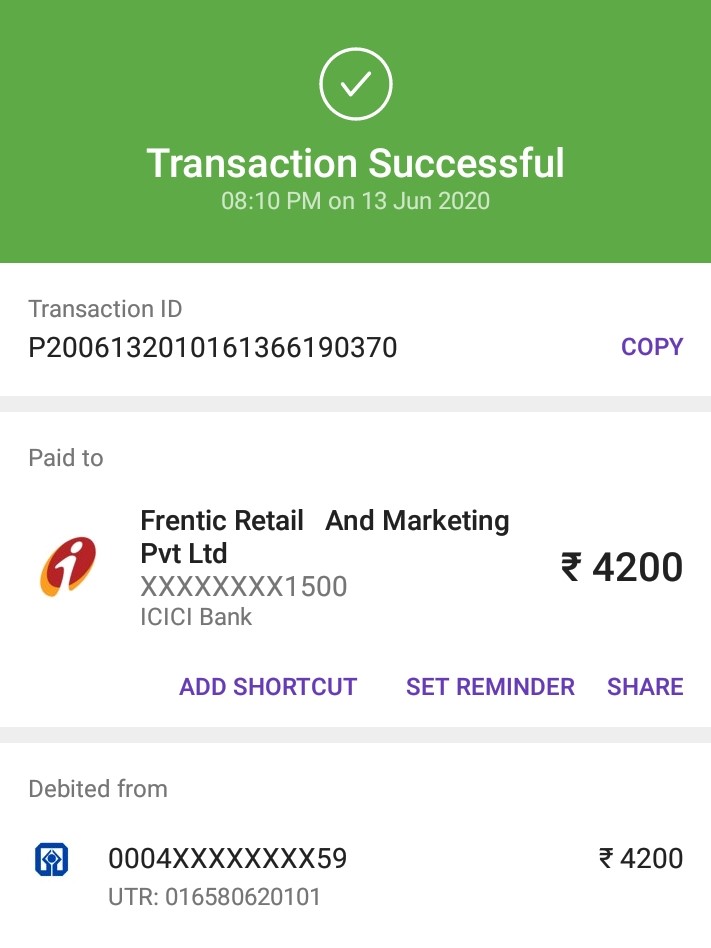 Transaction Successful
08:10 PM on 13 Jun 2020
Transaction ID
P2006132010161366190370
COPY
Paid to
Frentic Retail And Marketing
Pvt Ltd
₹ 4200
XXXXXXXX1500
ICICI Bank
ADD SHORTCUT SET REMINDER SHARE
Debited from
0004XXXXXXXX59 ₹ 4200
UTR: 016580620101